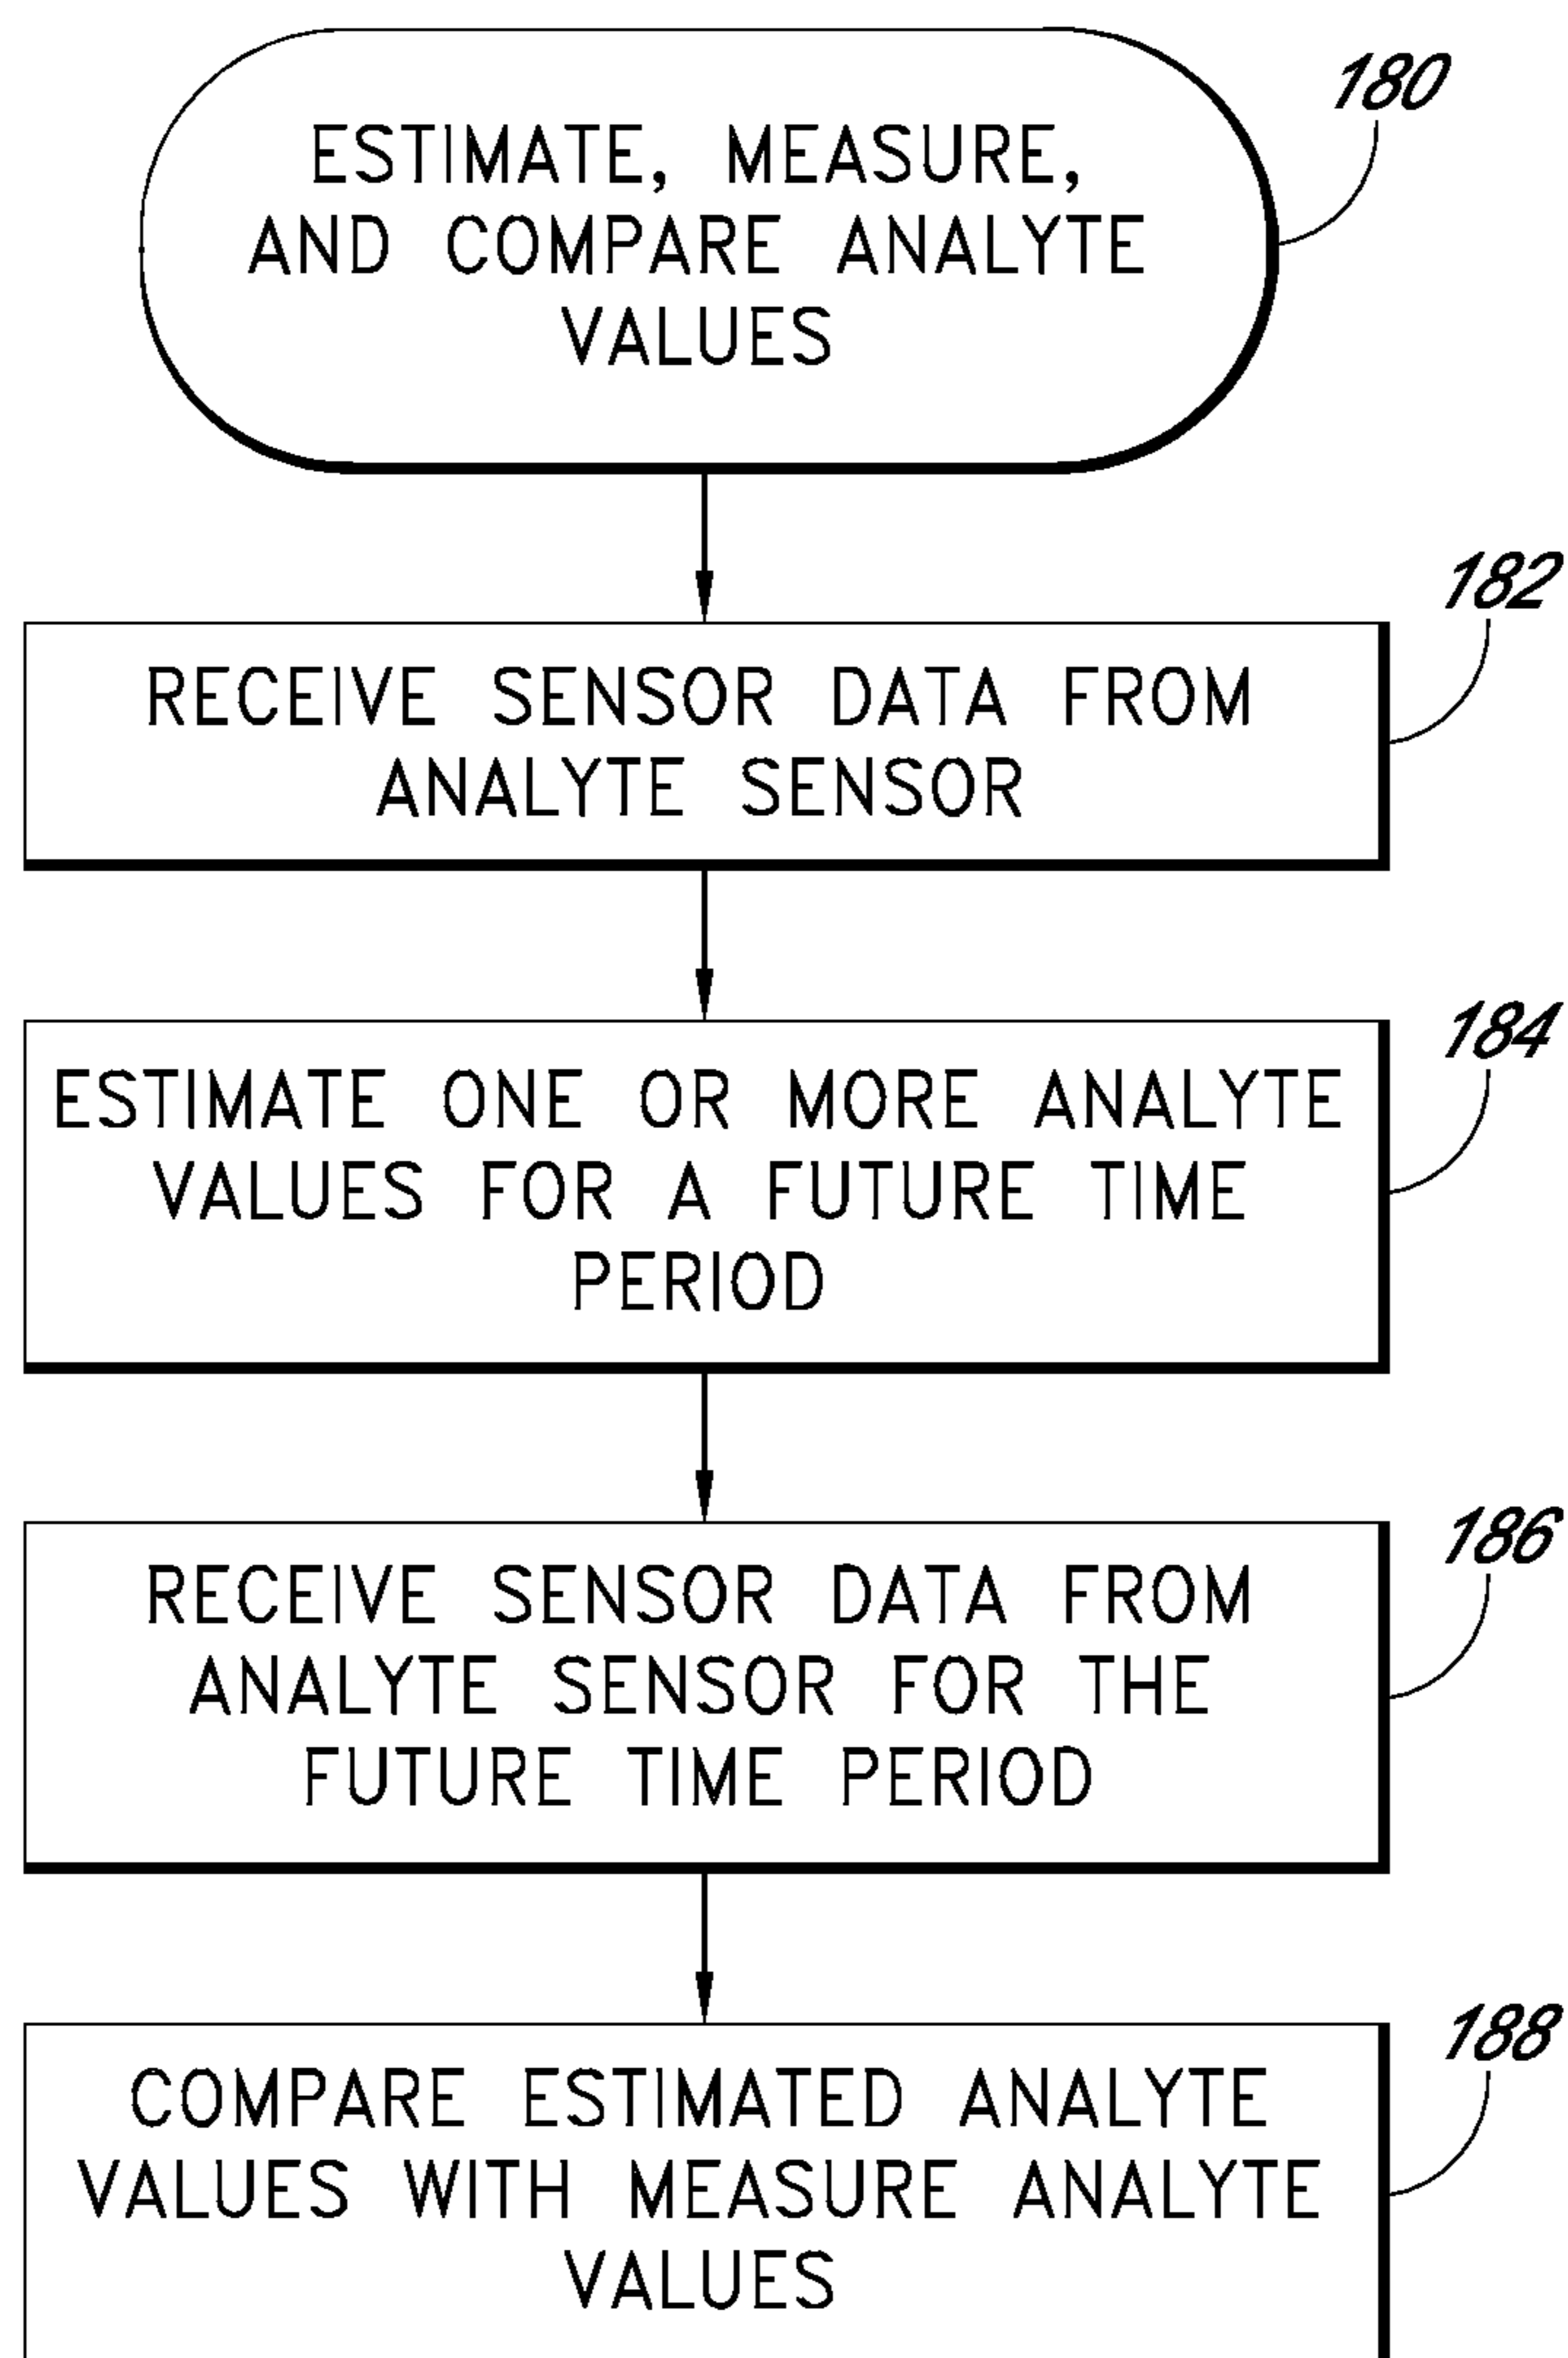 180
ESTIMATE, MEASURE,
AND COMPARE ANALYTE
VALUES
182
RECEIVE SENSOR DATA FROM
ANALYTE SENSOR
184
ESTIMATE ONE OR MORE ANALYTE
VALUES FOR A FUTURE TIME
PERIOD
186
RECEIVE SENSOR DATA FROM
ANALYTE SENSOR FOR THE
FUTURE TIME PERIOD
188
COMPARE ESTIMATED ANALYTE
VALUES WITH MEASURE ANALYTE
VALUES